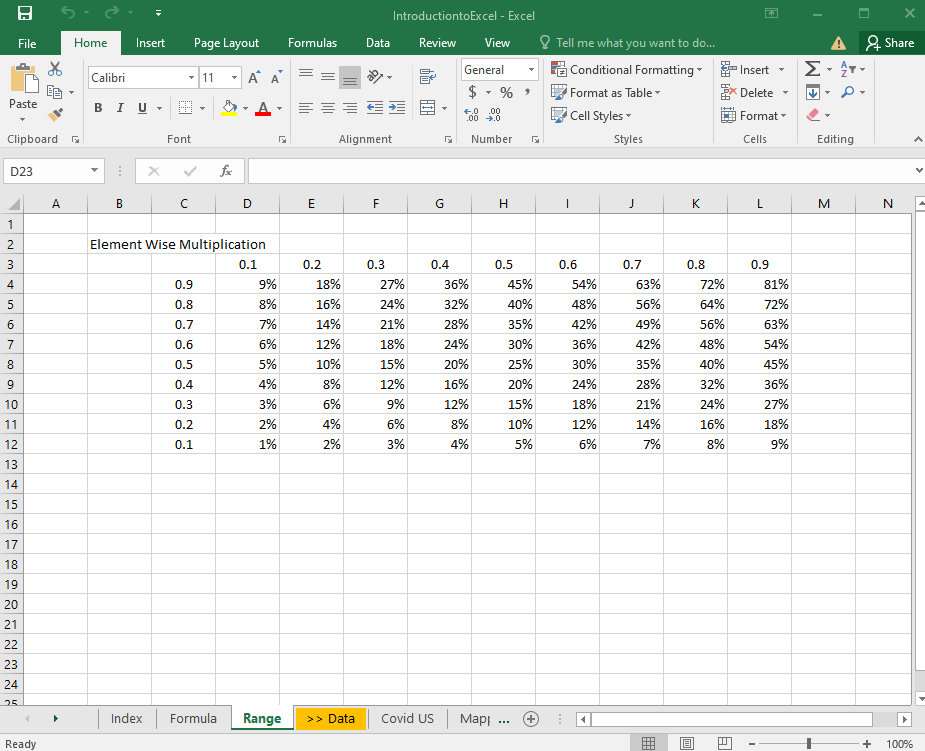 IntroductiontoExcel - Excel
File Home Insert Page Layout Formulas Data Review View Tell me what you want to do... Share
Calibri 11 General Conditional Formatting Insert
Paste B I U $ % , Format as Table Delete
Cell Styles Format
Clipboard Font Alignment Number Styles Cells Editing
D23 fx
A B C D E F G H I J K L M N
1
2 Element Wise Multiplication
3 0.1 0.2 0.3 0.4 0.5 0.6 0.7 0.8 0.9
4 0.9 9% 18% 27% 36% 45% 54% 63% 72% 81%
5 0.8 8% 16% 24% 32% 40% 48% 56% 64% 72%
6 0.7 7% 14% 21% 28% 35% 42% 49% 56% 63%
7 0.6 6% 12% 18% 24% 30% 36% 42% 48% 54%
8 0.5 5% 10% 15% 20% 25% 30% 35% 40% 45%
9 0.4 4% 8% 12% 16% 20% 24% 28% 32% 36%
10 0.3 3% 6% 9% 12% 15% 18% 21% 24% 27%
11 0.2 2% 4% 6% 8% 10% 12% 14% 16% 18%
12 0.1 1% 2% 3% 4% 5% 6% 7% 8% 9%
13
14
15
16
17
18
19
20
21
22
23
24
25
Index Formula Range >> Data Covid US Mapp ...
Ready 100%